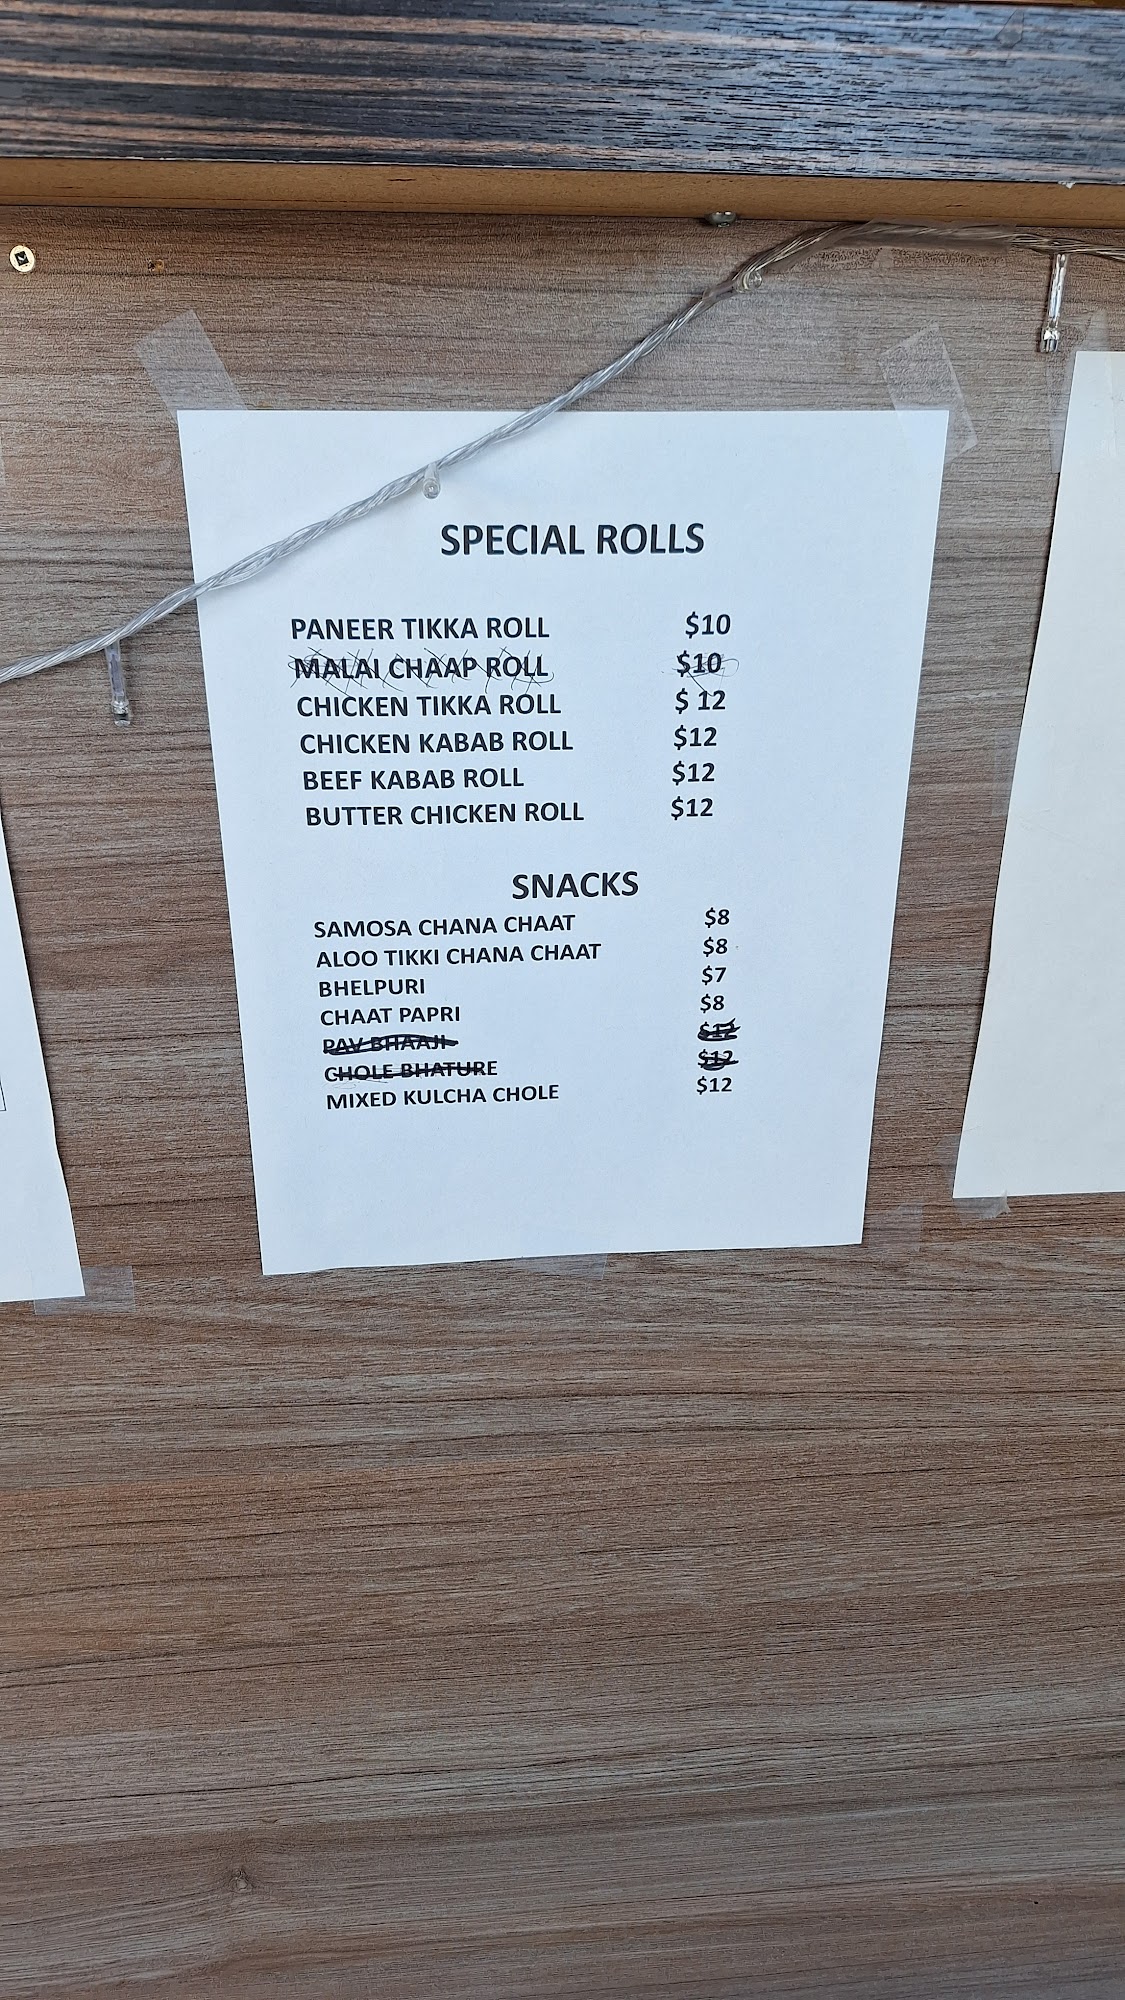 SPECIAL ROLLS
PANEER TIKKA ROLL $10
MALAI CHAAP ROLL $10
CHICKEN TIKKA ROLL $ 12
CHICKEN KABAB ROLL $12
BEEF KABAB ROLL $12
BUTTER CHICKEN ROLL $12
SNACKS
SAMOSA CHANA CHAAT $8
ALOO TIKKI CHANA CHAAT $8
BHELPURI $7
CHAAT PAPRI $8
PAV BHAAJI $12
CHOLE BHATURE $12
MIXED KULCHA CHOLE $12